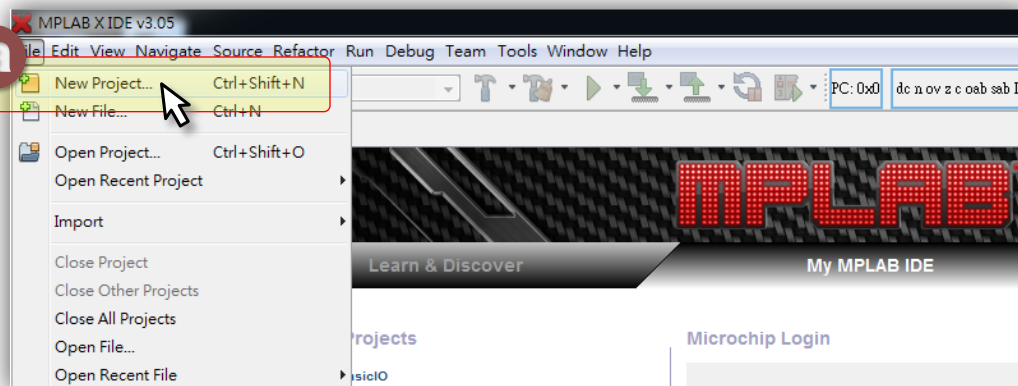 MPLAB X IDE v3.05
a
File Edit View Navigate Source Refactor Run Debug Team Tools Window Help
New Project... Ctrl+Shift+N
PC: 0x0 dc n ov z c oab sab
New File... Ctrl+N
Open Project... Ctrl+Shift+O
Open Recent Project
MPLAB
Import
Close Project
Learn & Discover
My MPLAB IDE
Close Other Projects
Close All Projects
Projects
Microchip Login
Open File...
Open Recent File